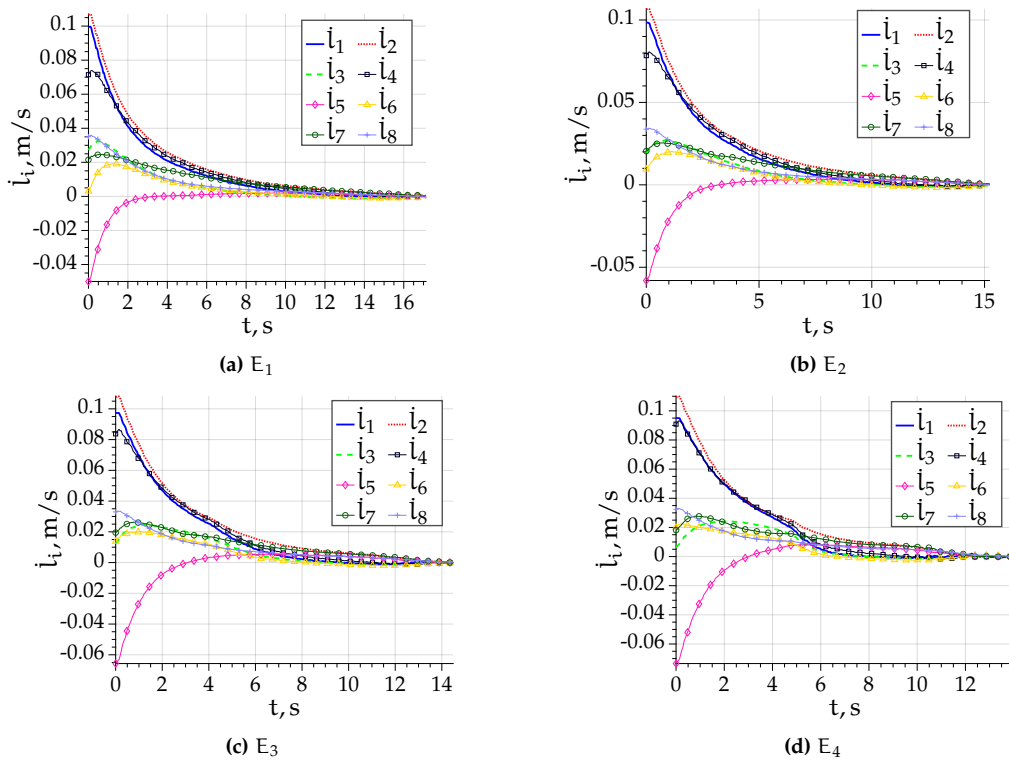 0.1
0.08
0.06
0.04
0.02
0
-0.02
-0.04
l̇ᵢ, m/s
0 2 4 6 8 10 12 14 16
t, s
l̇₁ l̇₂
l̇₃ l̇₄
l̇₅ l̇₆
l̇₇ l̇₈
(a) E₁
0.1
0.05
0
-0.05
l̇ᵢ, m/s
0 5 10 15
t, s
l̇₁ l̇₂
l̇₃ l̇₄
l̇₅ l̇₆
l̇₇ l̇₈
(b) E₂
0.1
0.08
0.06
0.04
0.02
0
-0.02
-0.04
-0.06
l̇ᵢ, m/s
0 2 4 6 8 10 12 14
t, s
l̇₁ l̇₂
l̇₃ l̇₄
l̇₅ l̇₆
l̇₇ l̇₈
(c) E₃
0.1
0.08
0.06
0.04
0.02
0
-0.02
-0.04
-0.06
l̇ᵢ, m/s
0 2 4 6 8 10 12
t, s
l̇₁ l̇₂
l̇₃ l̇₄
l̇₅ l̇₆
l̇₇ l̇₈
(d) E₄